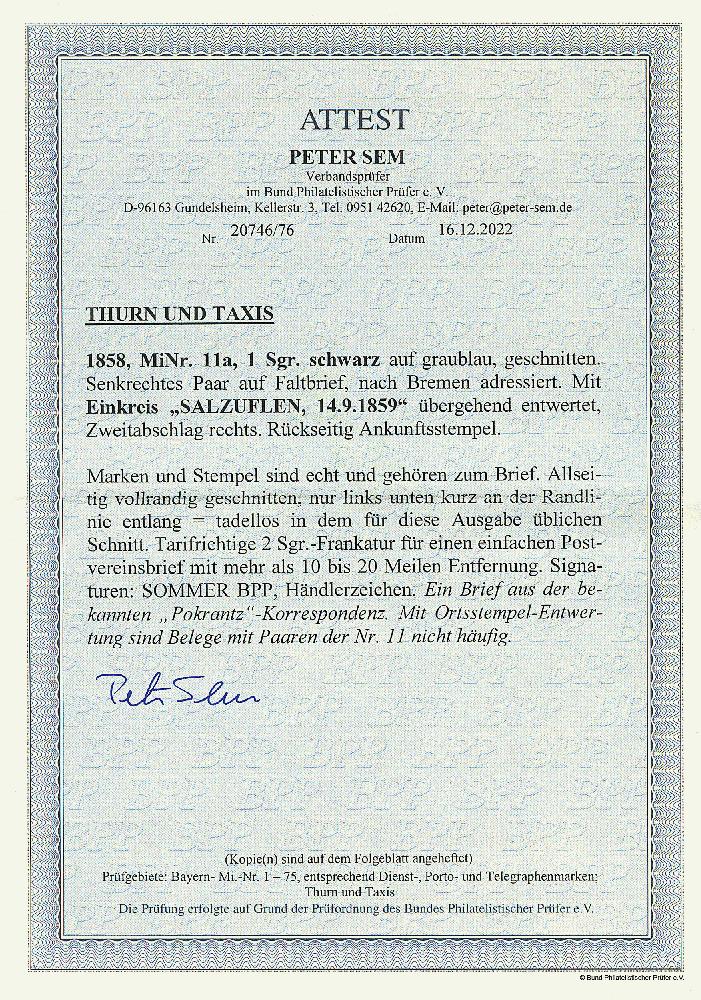 ATTEST
PETER SEM
Verbandsprüfer
im Bund Philatelistischer Prüfer e. V.
D-96163 Gundelsheim, Kellerstr. 3, Tel. 0951 42620, E-Mail: peter@peter-sem.de
Nr. 20746/76 Datum 16.12.2022
THURN UND TAXIS
1858, MiNr. 11a, 1 Sgr. schwarz auf graublau, geschnitten.
Senkrechtes Paar auf Faltbrief, nach Bremen adressiert. Mit
Einkreis „SALZUFLEN, 14.9.1859“ übergehend entwertet,
Zweitabschlag rechts. Rückseitig Ankunftsstempel.
Marken und Stempel sind echt und gehören zum Brief. Allsei-
tig vollrandig geschnitten, nur links unten kurz an der Randli-
nie entlang = tadellos in dem für diese Ausgabe üblichen
Schnitt. Tarifrichtige 2 Sgr.-Frankatur für einen einfachen Post-
vereinsbrief mit mehr als 10 bis 20 Meilen Entfernung. Signa-
turen: SOMMER BPP, Händlerzeichen. Ein Brief aus der be-
kannten „Pokrantz“-Korrespondenz. Mit Ortsstempel-Entwer-
tung sind Belege mit Paaren der Nr. 11 nicht häufig.
Peter Sem
(Kopie(n) sind auf dem Folgeblatt angeheftet)
Prüfgebiete: Bayern- Mi.-Nr. 1 – 75, entsprechend Dienst-, Porto- und Telegraphenmarken;
Thurn und Taxis
Die Prüfung erfolgte auf Grund der Prüfordnung des Bundes Philatelistischer Prüfer e.V.
© Bund Philatelistischer Prüfer e.V.